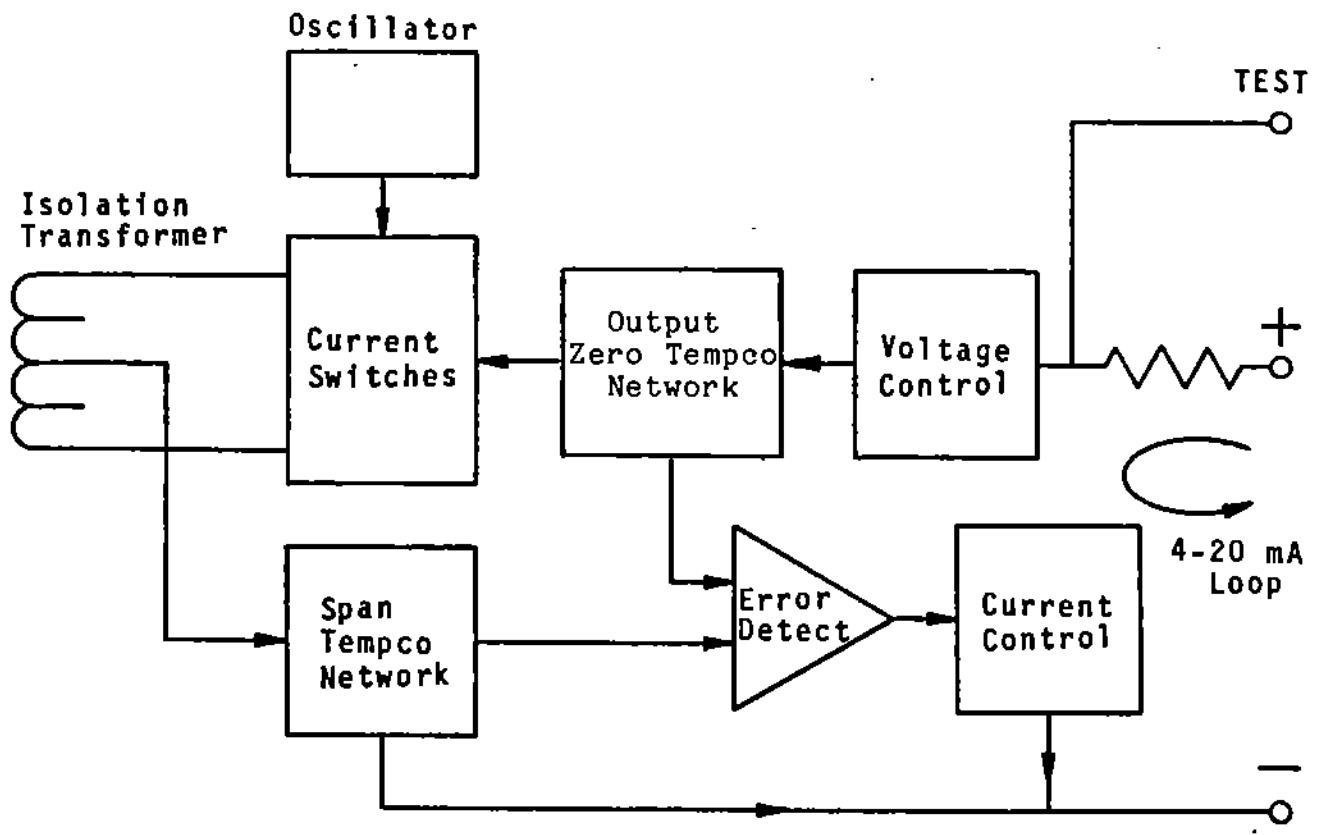 Oscillator
TEST
Isolation
Transformer
+
Current
Switches
Output
Zero Tempco
Network
Voltage
Control
4-20 mA
Loop
Span
Tempco
Network
Error
Detect
Current
Control
−